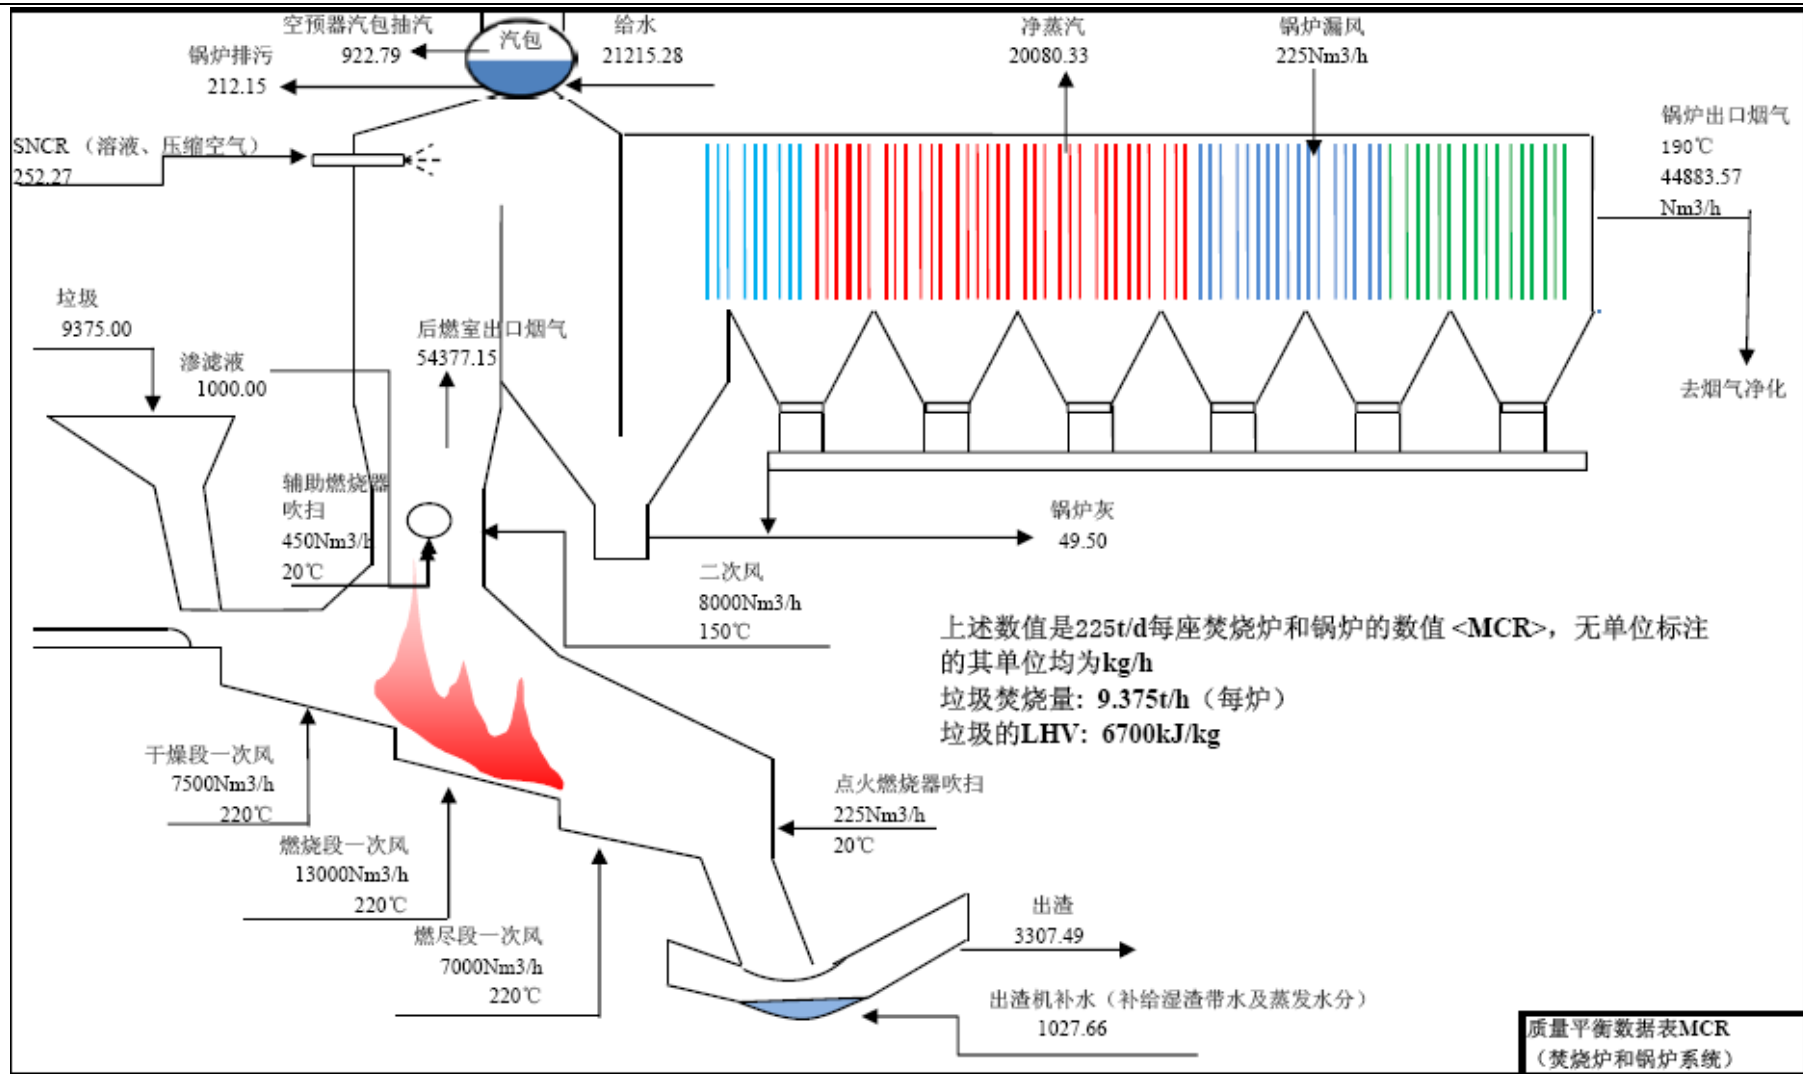 空预器汽包抽汽
922.79
汽包
给水
21215.28
净蒸汽
20080.33
锅炉漏风
225Nm3/h
锅炉排污
212.15
锅炉出口烟气
190℃
44883.57
Nm3/h
SNCR（溶液、压缩空气）
252.27
垃圾
9375.00
渗滤液
1000.00
后燃室出口烟气
54377.15
去烟气净化
辅助燃烧器
吹扫
450Nm3/h
20℃
锅炉灰
49.50
二次风
8000Nm3/h
150℃
上述数值是225t/d每座焚烧炉和锅炉的数值 <MCR>，无单位标注
的其单位均为kg/h
垃圾焚烧量: 9.375t/h（每炉）
垃圾的LHV: 6700kJ/kg
干燥段一次风
7500Nm3/h
220℃
点火燃烧器吹扫
225Nm3/h
20℃
燃烧段一次风
13000Nm3/h
220℃
燃尽段一次风
7000Nm3/h
220℃
出渣
3307.49
出渣机补水（补给湿渣带水及蒸发水分）
1027.66
质量平衡数据表MCR
（焚烧炉和锅炉系统）